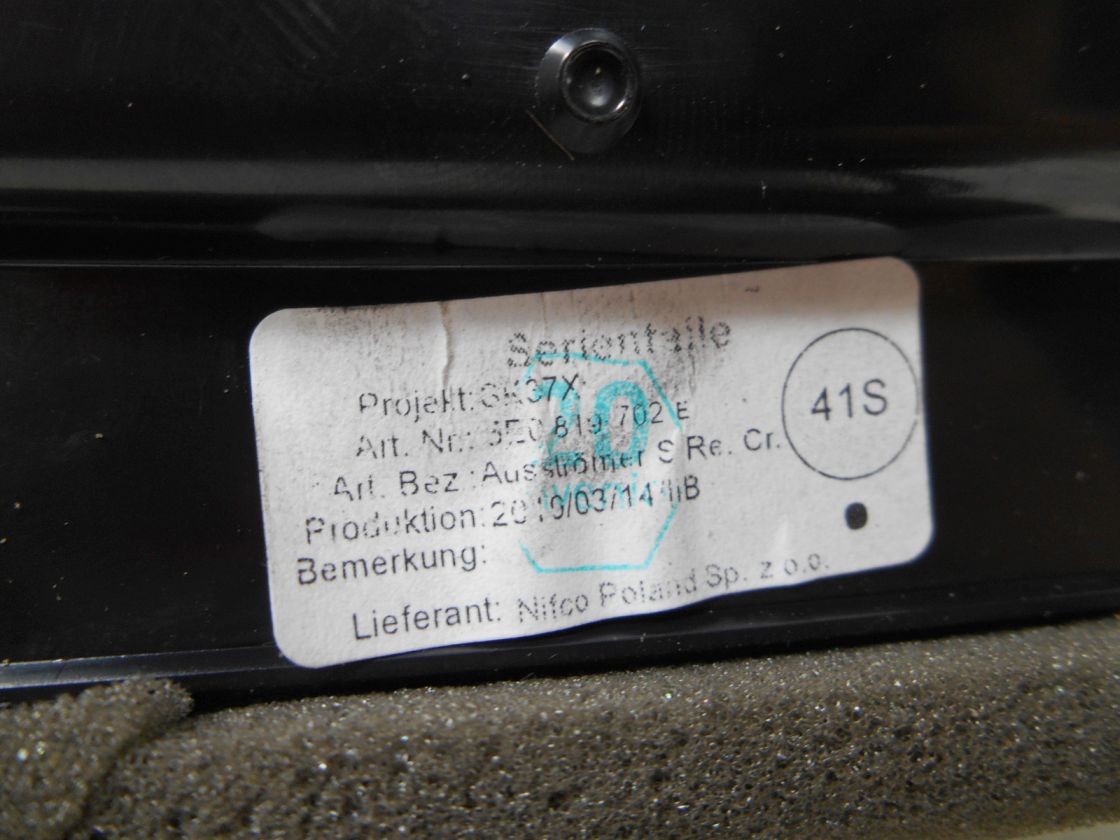 Serienteile
Projekt: SK37X
Art. Nr.: 5E0 819 702 E
41S
Art. Bez.: Ausströmer S Re. Cr.
Produktion: 2019/03/14/
Bemerkung:
Lieferant: Nifco Poland Sp. z o.o.
20